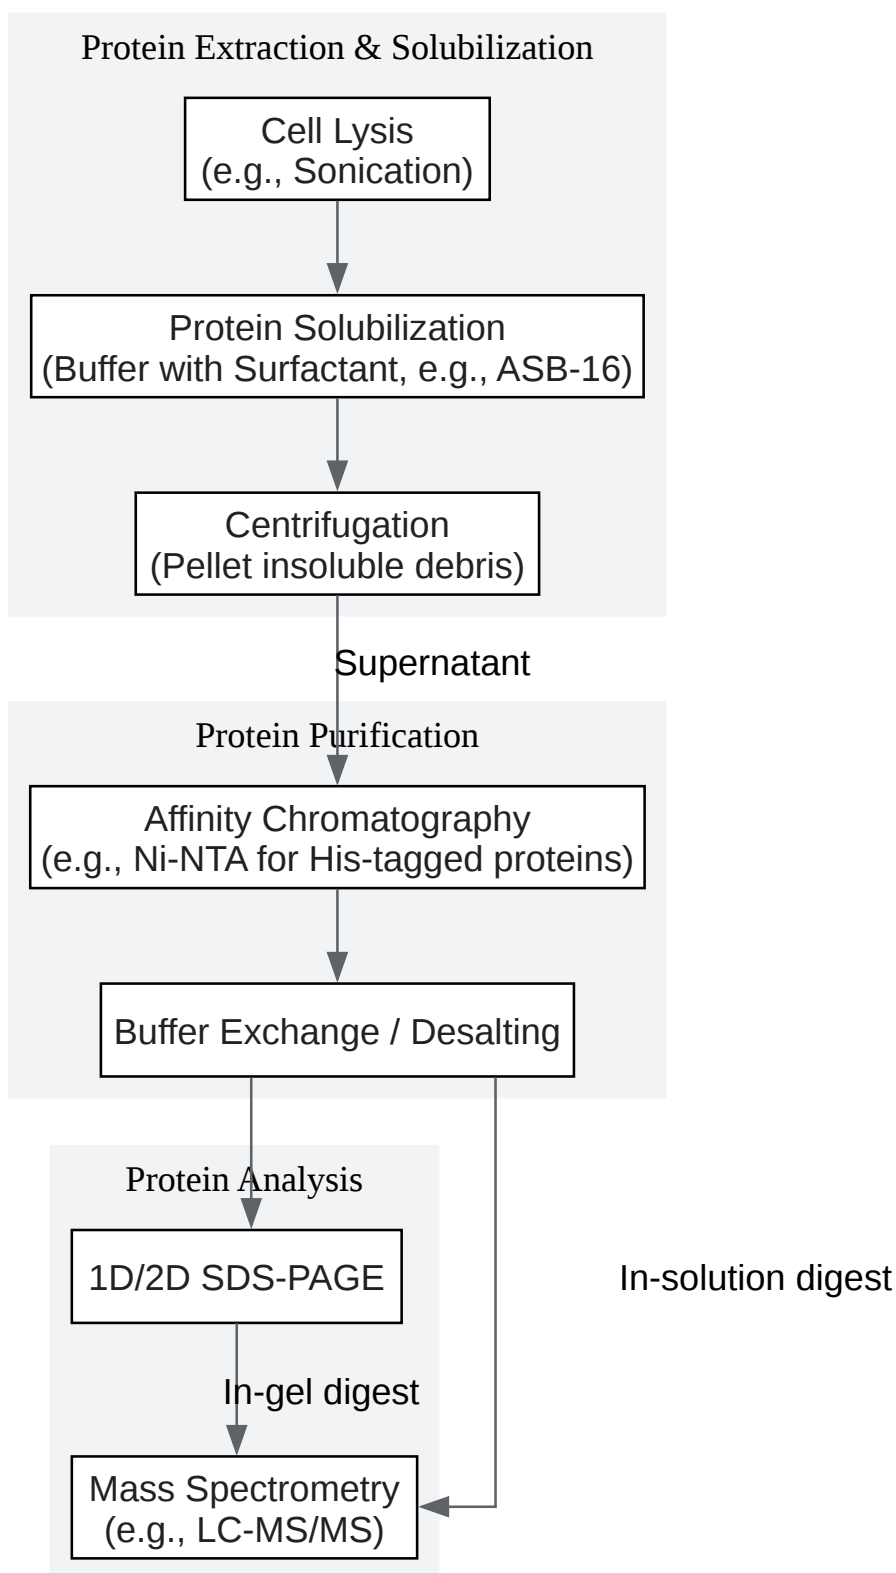 Protein Extraction & Solubilization
Cell Lysis
(e.g., Sonication)
Protein Solubilization
(Buffer with Surfactant, e.g., ASB-16)
Centrifugation
(Pellet insoluble debris)
Supernatant
Protein Purification
Affinity Chromatography
(e.g., Ni-NTA for His-tagged proteins)
Buffer Exchange / Desalting
Protein Analysis
1D/2D SDS-PAGE
In-solution digest
In-gel digest
Mass Spectrometry
(e.g., LC-MS/MS)